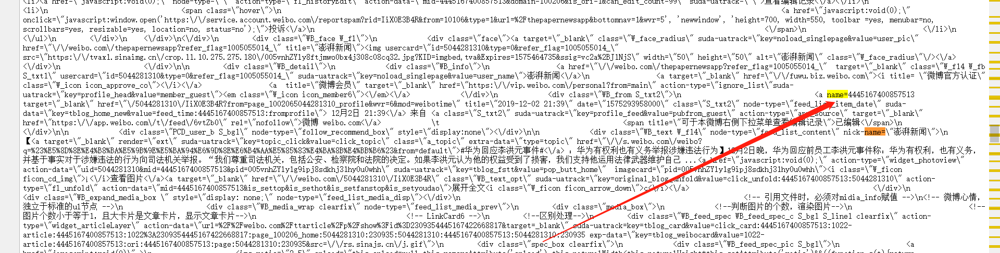 <li><a href=\"javascript:void(0);\" node-type=\"\" action-type=\"fl_historyEdit\" action-data=\"mid=4445167400857513&domain=100206&is_ori=1&can_edit_count=99\" suda-uatrack=\"\">查看编辑记录<\/a><\/li>\n
<li>\n <span class=\"hover\">\n <a href=\"javascript:void(0);\"
onclick=\"javascript:window.open('https:\/\/service.account.weibo.com\/reportspam?rid=IiXOE3B4R&from=10106&type=1&url=%2Fthepapernewsapp&bottomnav=1&wvr=5', 'newwindow', 'height=700, width=550, toolbar =yes, menubar=no,
scrollbars=yes, resizable=yes, location=no, status=no');\">投诉<\/a>\n <\/span>\n <\/li>\n
<\/ul>\n <\/div>\n <\/div>\n<\/div>\n <div class=\"WB_face W_fl\">\n <div class=\"face\"><a target=\"_blank\" class=\"W_face_radius\" suda-uatrack=\"key=noload_singlepage&value=user_pic\"
href=\"\/\/weibo.com\/thepapernewsapp?refer_flag=1005055014_\" title=\"澎湃新闻\"><img usercard=\"id=5044281310&type=0&refer_flag=1005055014_\"
src=\"https:\/\/tvax1.sinaimg.cn\/crop.11.10.275.275.180\/005vnhZYly8ftjmwo0bx4j308c08cq32.jpg?KID=imgbed,tva&Expires=1575464735&ssig=vc2a%2BJ1NjS\" width=\"50\" height=\"50\" alt=\"澎湃新闻\" class=\"W_face_radius\"\/><\/a>
<\/div>\n <\/div>\n\n <div class=\"WB_detail\">\n <div class=\"WB_info\">\n <a href=\"\/\/weibo.com\/thepapernewsapp?refer_flag=1005055014_\" target=\"_blank\" class=\"W_f14 W_fb
S_txt1\" usercard=\"id=5044281310&type=0&refer_flag=1005055014_\" suda-uatrack=\"key=noload_singlepage&value=user_name\">澎湃新闻<\/a>\n <a target=\"_blank\" href=\"\/\/fuwu.biz.weibo.com\"><i title= \"微博官方认证\"
class=\"W_icon icon_approve_co\"><\/i><\/a> <a title=\"微博会员\" target=\"_blank\" href=\"https:\/\/vip.weibo.com\/personal?from=main\" action-type=\"ignore_list\"suda-
uatrack=\"key=profile_head&value=member_guest\"><em class=\"W_icon icon_member6\"><\/em><\/a> <\/div>\n <div class=\"WB_from S_txt2\">\n <a name=4445167400857513
target=\"_blank\" href=\"\/5044281310\/IiXOE3B4R?from=page_1002065044281310_profile&wvr=6&mod=weibotime\" title=\"2019-12-02 21:39\" date=\"1575293958000\" class=\"S_txt2\" node-type=\"feed_list_item_date\" suda-
data=\"key=tblog_home_new&value=feed_time:4445167400857513:fromprofile\"> 12月2日 21:39<\/a> 来自 <a class=\"S_txt2\" suda-uatrack=\"key=profile_feed&value=pubfrom_guest\" action-type=\"app_source\" target=\"_blank\"
href=\"https:\/\/app.weibo.com\/t\/feed\/6vtZb0\" rel=\"nofollow\">微博 weibo.com<\/a> \t <span title=\"可于本微博右侧下拉菜单查看编辑记录\">已编辑<\/span>\n
<\/div>\n\n <div class=\"PCD_user_b S_bg1\" node-type=\"follow_recommend_box\" style=\"display:none\"><\/div>\n\n <div class=\"WB_text W_f14\" node-type=\"feed_list_content\" nick-name=\"澎湃新闻\">\n
【<a target=\"_blank\" render=\"ext\" suda-uatrack=\"key=topic_click&value=click_topic\" class=\"a_topic\" extra-data=\"type=topic\" href=\"\/\/s.weibo.com\/weibo?
q=%23%E5%8D%8E%E4%B8%BA%E5%9B%9E%E5%BA%94%E6%9D%8E%E6%B4%AA%E5%85%83%E4%BA%8B%E4%BB%B6%23&from=default\">#华为回应李洪元事件#<\/a> ：华为有权利也有义务举报涉嫌违法行为】12月2日晚，华为回应前员工李洪元事件称：华为有权利，也有义务，
并基于事实对于涉嫌违法的行为向司法机关举报。“我们尊重司法机关，包括公安、检察院和法院的决定。如果李洪元认为他的权益受到了损害，我们支持他运用法律武器维护自己 ...<a href=\"javascript:void(0);\" action-type=\"widget_photoview\"
action-data=\"uid=5044281310&mid=4445167400857513&pid=005vnhZYly1g9ipj8sdkhj31hy0u0whh\" suda-uatrack=\"key=tblog_fstt&value=pop_butt_home\" imagecard=\"pid=005vnhZYly1g9ipj8sdkhj31hy0u0whh\"><i class=\"W_ficon
ficon_cd_img\">¡<\/i>查看图片<\/a><a target=\"_blank\" href=\"\/\/weibo.com\/5044281310\/IiXOE3B4R\" class=\"WB_text_opt\" suda-uatrack=\"key=original_blog_unfold&value=click_unfold:4445167400857513:5044281310\" action-
type=\"fl_unfold\" action-data=\"mid=4445167400857513&is_settop&is_sethot&is_setfanstop&is_setyoudao\">展开全文<i class=\"W_ficon ficon_arrow_down\">c<\/i><\/a> <\/div>\n
<div class=\"WB_expand_media_box \" style=\"display: none;\" node-type=\"feed_list_media_disp\"><\/div>\n <!-- 引用文件时，必须对midia_info赋值 -->\n<!-- 微博心情，
独立于标准的ul节点 -->\n <div class=\"WB_media_wrap clearfix\" node-type=\"feed_list_media_prev\">\n <div class=\"media_box\">\n <!--判断图片的个数，渲染图片-->\n <!--
图片个数小于等于1，且大卡片是文章卡片，显示文章卡片-->\n <!-- LinkCard6 -->\n <!--区别处理-->\n <div class=\"WB_feed_spec WB_feed_spec_c S_bg1 S_line1 clearfix\" action-
type=\"widget_articleLayer\" action-data=\"url=%2F%2Fweibo.com%2Fttarticle%2Fp%2Fshow%3Fid%3D2309354445167422668817&target=_blank\" suda-uatrack=key=tblog_card&value=click_card:4445167400857513:1022-
article:4445167400857513:1022%3A2309354445167422668817:page_100206_home:5044281310:230935:5044281310:4445167400857513:5044281310:230935 exp-data=\"key=tblog_weibocard&value=1022-
article:4445167400857513:ori:4445167400857513:page:5044281310:230935&src=\/\/rs.sinajs.cn\/j.gif\">\n <div class=\"spec_box clearfix\">\n <div class=\"WB_feed_spec_pic S_bg1\">\n <a